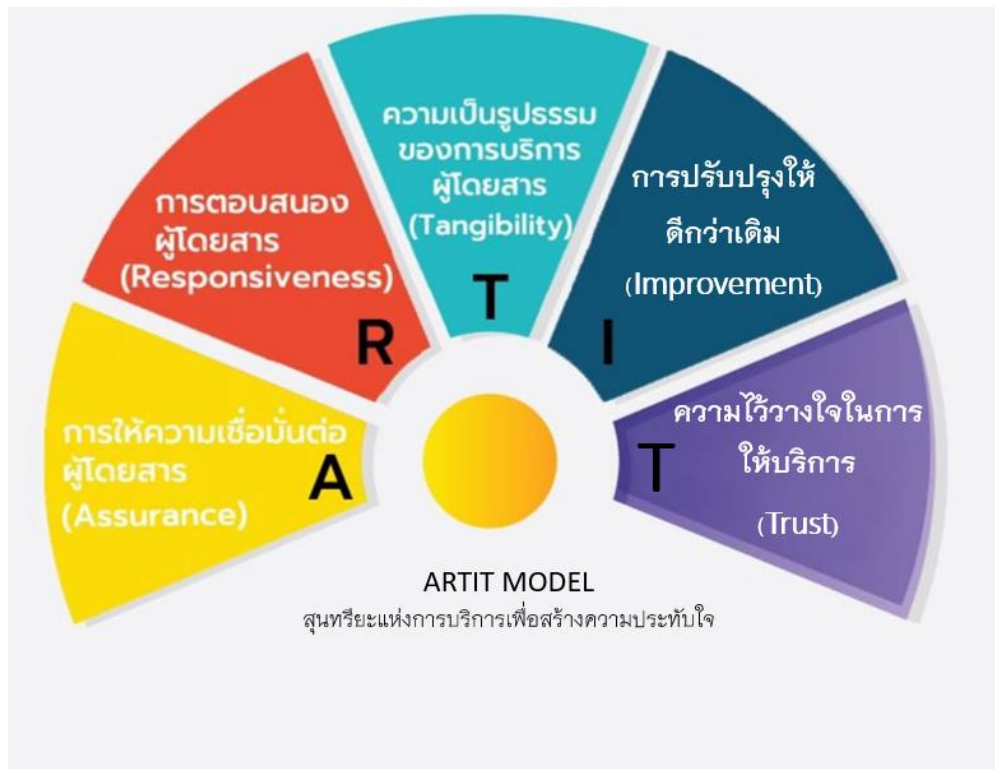 การให้ความเชื่อมั่นต่อ
ผู้โดยสาร
(Assurance)
A
การตอบสนอง
ผู้โดยสาร
(Responsiveness)
R
ความเป็นรูปธรรม
ของการบริการ
ผู้โดยสาร
(Tangibility)
T
การปรับปรุงให้
ดีกว่าเดิม
(Improvement)
I
ความไว้วางใจในการ
ให้บริการ
(Trust)
T
ARTIT MODEL
สุนทรียะแห่งการบริการเพื่อสร้างความประทับใจ